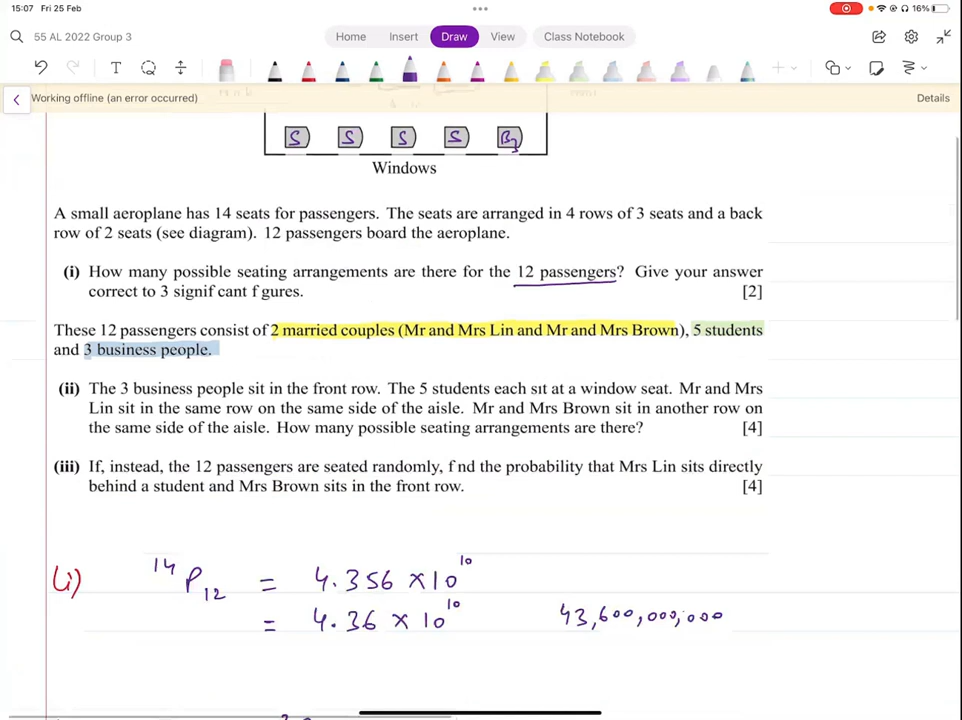 15:07 Fri 25 Feb
16%
55 AL 2022 Group 3
Home Insert Draw View Class Notebook
Working offline (an error occurred)
Details
S S S S B3
Windows
A small aeroplane has 14 seats for passengers. The seats are arranged in 4 rows of 3 seats and a back
row of 2 seats (see diagram). 12 passengers board the aeroplane.
(i) How many possible seating arrangements are there for the 12 passengers? Give your answer
correct to 3 signif cant f gures. [2]
These 12 passengers consist of 2 married couples (Mr and Mrs Lin and Mr and Mrs Brown), 5 students
and 3 business people.
(ii) The 3 business people sit in the front row. The 5 students each sit at a window seat. Mr and Mrs
Lin sit in the same row on the same side of the aisle. Mr and Mrs Brown sit in another row on
the same side of the aisle. How many possible seating arrangements are there? [4]
(iii) If, instead, the 12 passengers are seated randomly, f nd the probability that Mrs Lin sits directly
behind a student and Mrs Brown sits in the front row. [4]
(i) 14 P 12 = 4.356 × 10 10
= 4.36 × 10 10 43,600,000,000